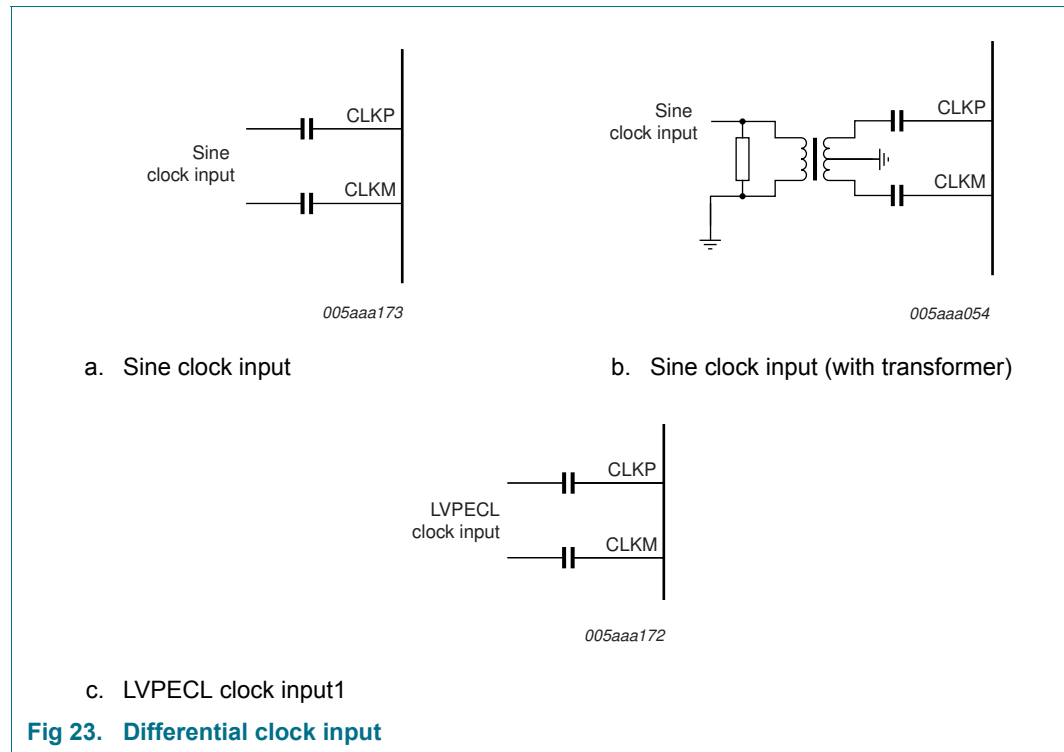 CLKP
Sine
clock input
CLKM
005aaa173
a. Sine clock input
Sine
clock input
CLKP
CLKM
005aaa054
b. Sine clock input (with transformer)
CLKP
LVPECL
clock input
CLKM
005aaa172
c. LVPECL clock input1
Fig 23. Differential clock input